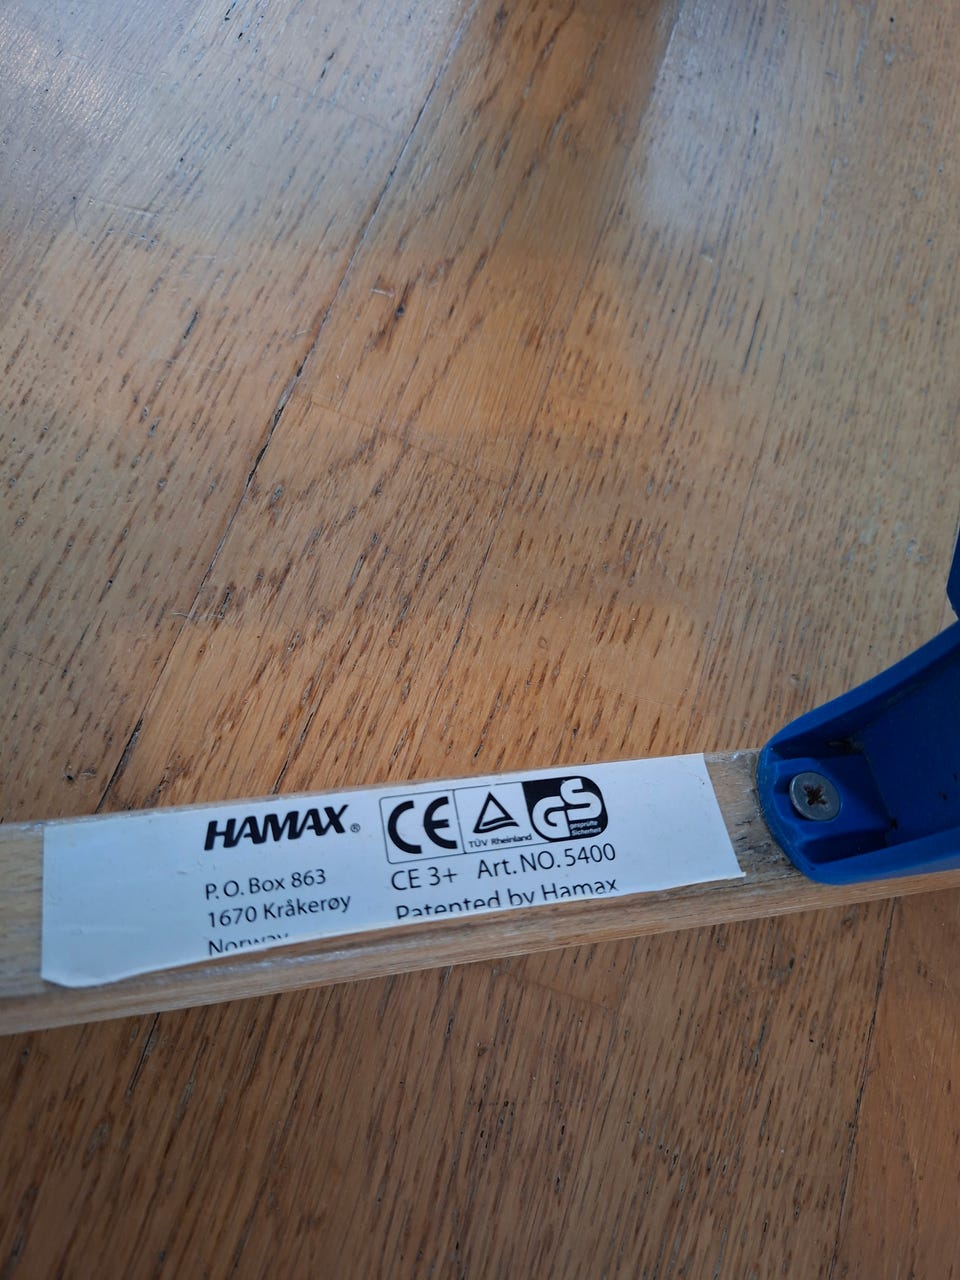 HAMAX®
P.O. Box 863
1670 Kråkerøy
Norway
CE
TÜV Rheinland
GS
geprüfte
Sicherheit
CE 3+ Art. NO. 5400
Patented by Hamax